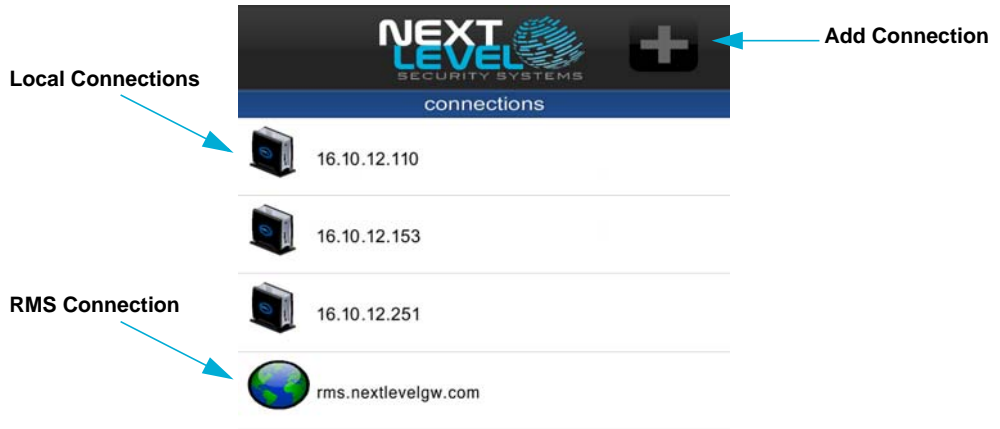 NEXT
LEVEL
SECURITY SYSTEMS
Add Connection
Local Connections
connections
16.10.12.110
16.10.12.153
16.10.12.251
RMS Connection
rms.nextlevelgw.com